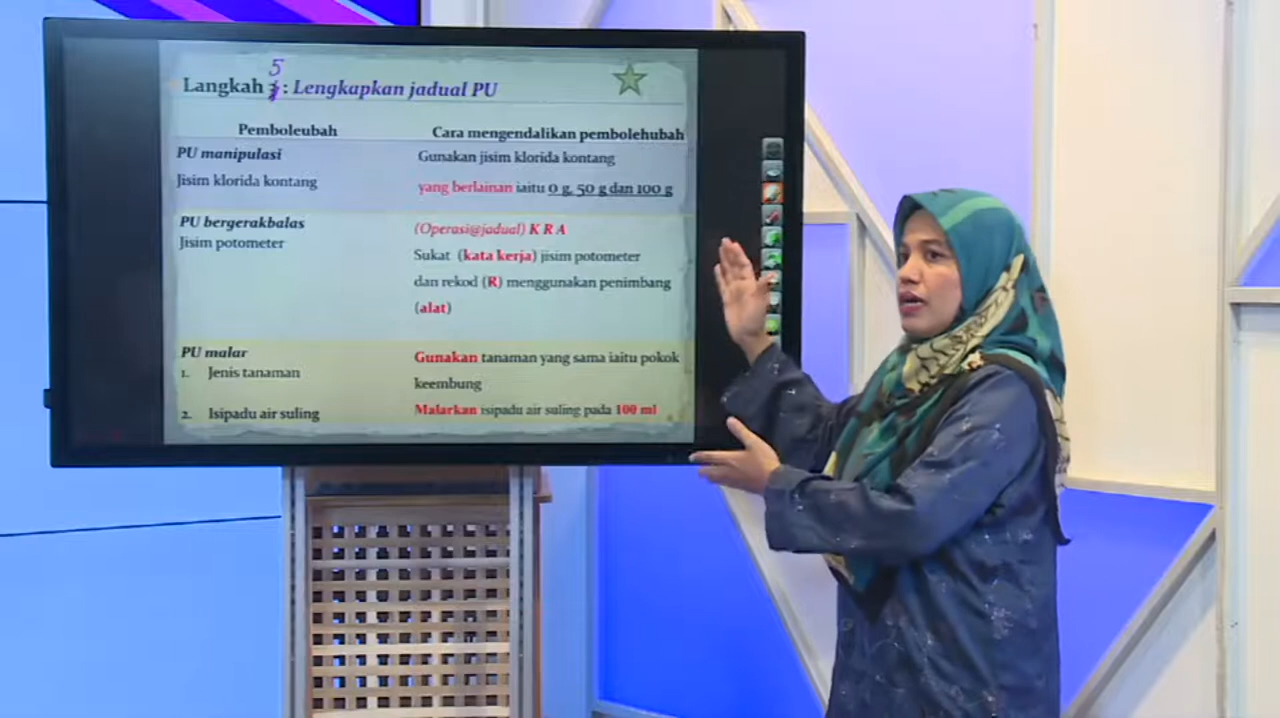 5
Langkah : Lengkapkan jadual PU
Pemboleubah
Cara mengendalikan pembolehubah
PU manipulasi
Jisim klorida kontang
Gunakan jisim klorida kontang
yang berlainan iaitu 0 g, 50 g dan 100 g
PU bergerakbalas
Jisim potometer
(Operasi@jadual) K R A
Sukat (kata kerja) jisim potometer
dan rekod (R) menggunakan penimbang
(alat)
PU malar
1. Jenis tanaman
Gunakan tanaman yang sama iaitu pokok
keembung
2. Isipadu air suling
Malarkan isipadu air suling pada 100 ml